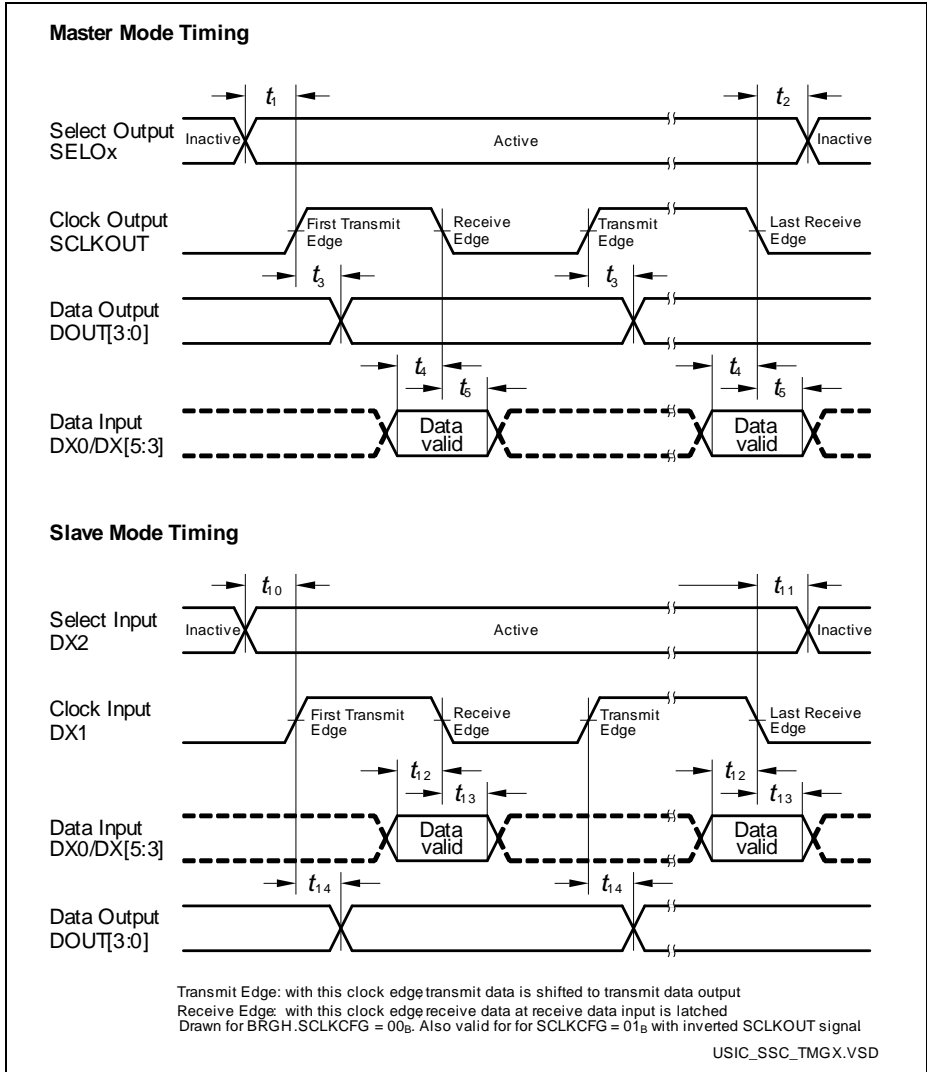 Master Mode Timing
t1
t2
Select Output
SELOx
Inactive
Active
Inactive
Clock Output
SCLKOUT
First Transmit
Edge
Receive
Edge
Transmit
Edge
Last Receive
Edge
t3
t3
Data Output
DOUT[3:0]
t4
t5
t4
t5
Data Input
DX0/DX[5:3]
Data
valid
Data
valid
Slave Mode Timing
t10
t11
Select Input
DX2
Inactive
Active
Inactive
Clock Input
DX1
First Transmit
Edge
Receive
Edge
Transmit
Edge
Last Receive
Edge
t12
t13
t12
t13
Data Input
DX0/DX[5:3]
Data
valid
Data
valid
t14
t14
Data Output
DOUT[3:0]
Transmit Edge: with this clock edge, transmit data is shifted to transmit data output
Receive Edge: with this clock edge, receive data at receive data input is latched
Drawn for BRGH.SCLKCFG = 00B. Also valid for for SCLKCFG = 01B with inverted SCLKOUT signal.
USIC_SSC_TMGX.VSD